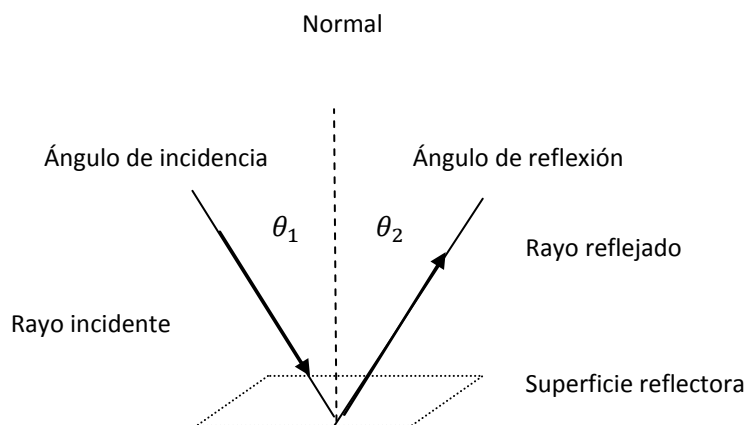 Normal
Ángulo de incidencia
Ángulo de reflexión
θ₁
θ₂
Rayo reflejado
Rayo incidente
Superficie reflectora